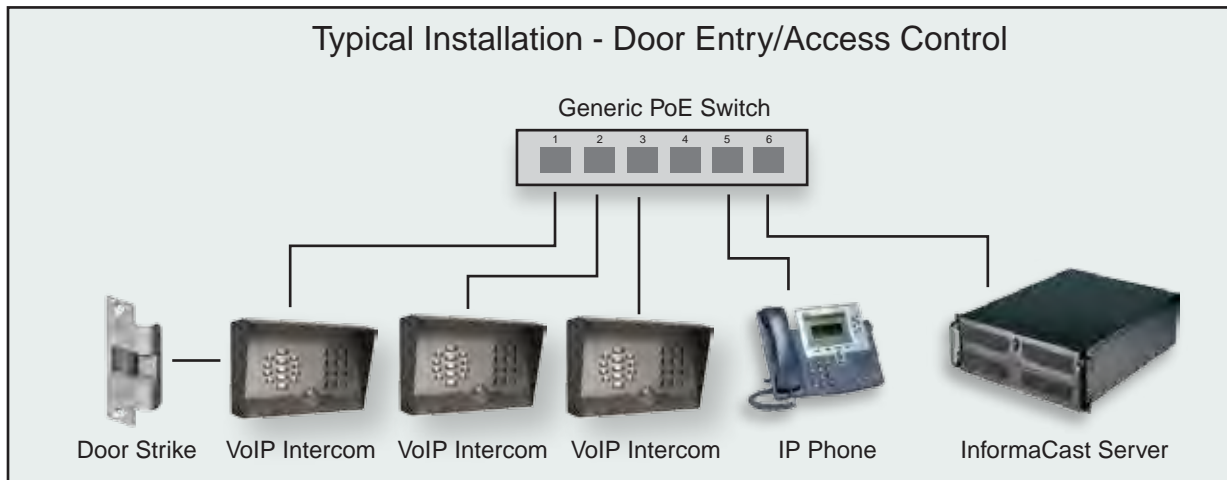 Typical Installation - Door Entry/Access Control
Generic PoE Switch
1 2 3 4 5 6
Door Strike VoIP Intercom VoIP Intercom VoIP Intercom IP Phone InformaCast Server